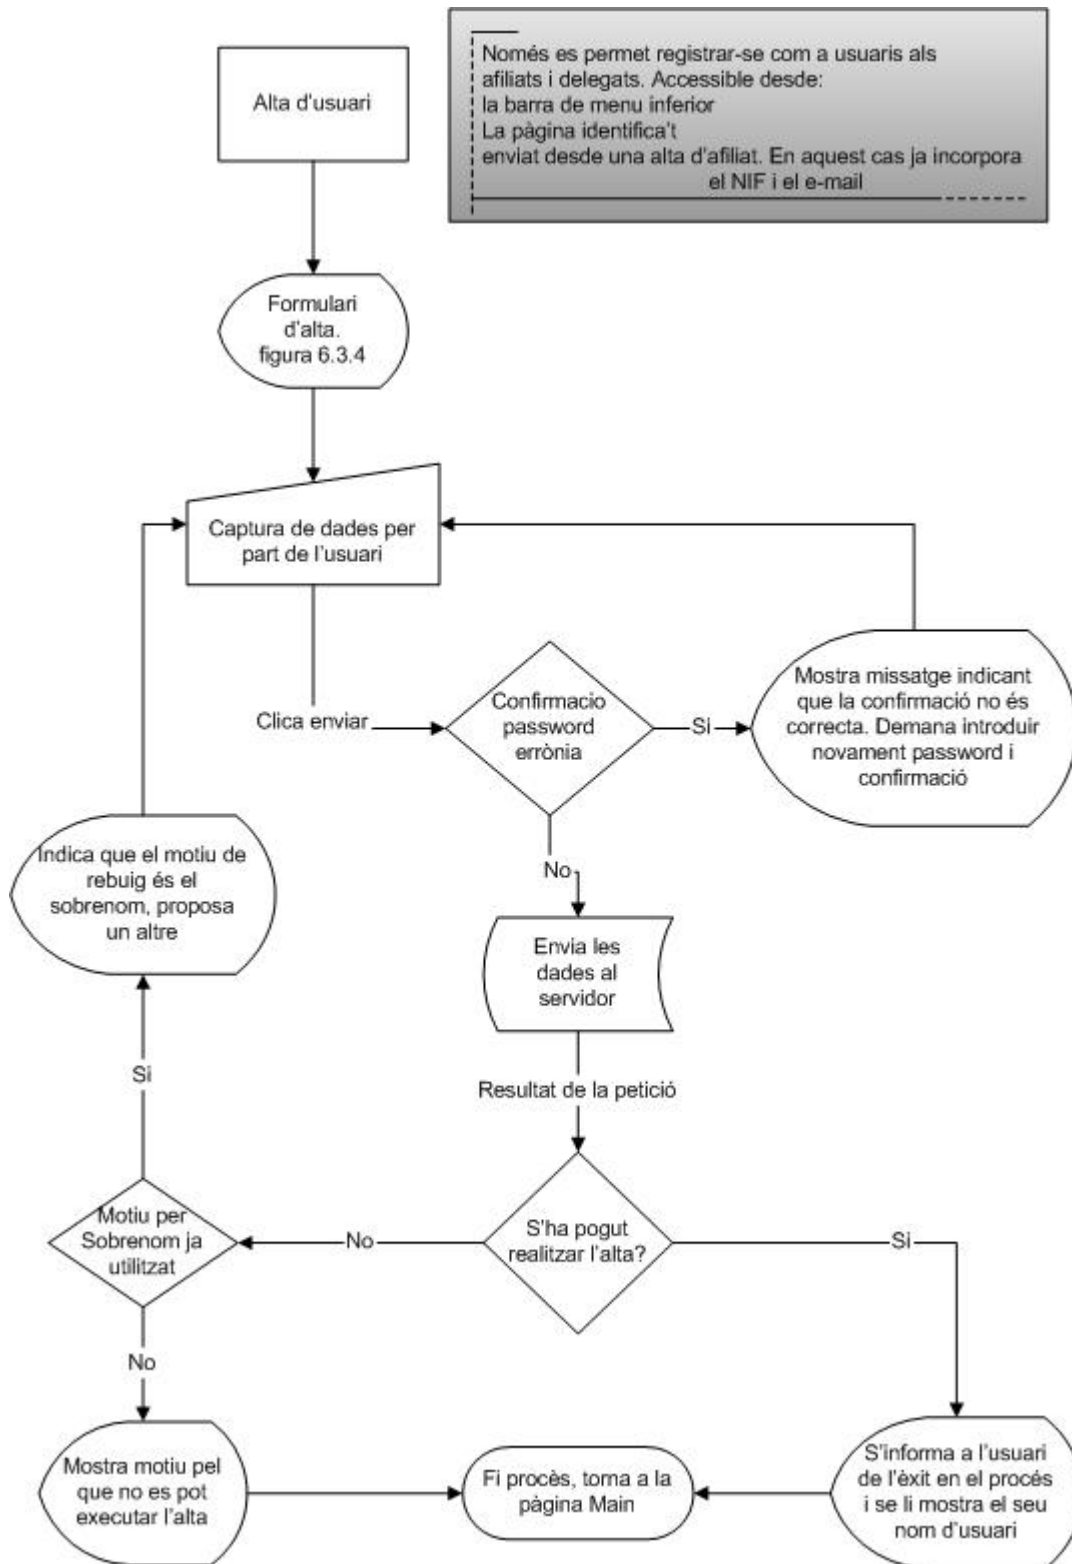 Alta d'usuari
Només es permet registrar-se com a usuaris als
afiliats i delegats. Accessible desde:
la barra de menu inferior
La pàgina identifica't
enviat desde una alta d'afiliat. En aquest cas ja incorpora
el NIF i el e-mail
Formulari
d'alta.
figura 6.3.4
Captura de dades per
part de l'usuari
Clica enviar
Confirmacio
password
errònia
Si
Mostra missatge indicant
que la confirmació no és
correcta. Demana introduir
novament password i
confirmació
No
Indica que el motiu de
rebuig és el
sobrenom, proposa
un altre
Envia les
dades al
servidor
Si
Resultat de la petició
Motiu per
Sobrenom ja
utilitzat
No
S'ha pogut
realitzar l'alta?
Si
No
Mostra motiu pel
que no es pot
executar l'alta
Fi procès, torna a la
pàgina Main
S'informa a l'usuari
de l'èxit en el procés
i se li mostra el seu
nom d'usuari